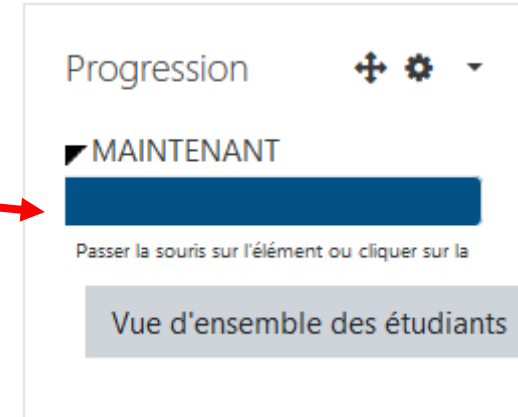 Progression
MAINTENANT
Passer la souris sur l'élément ou cliquer sur la
Vue d'ensemble des étudiants